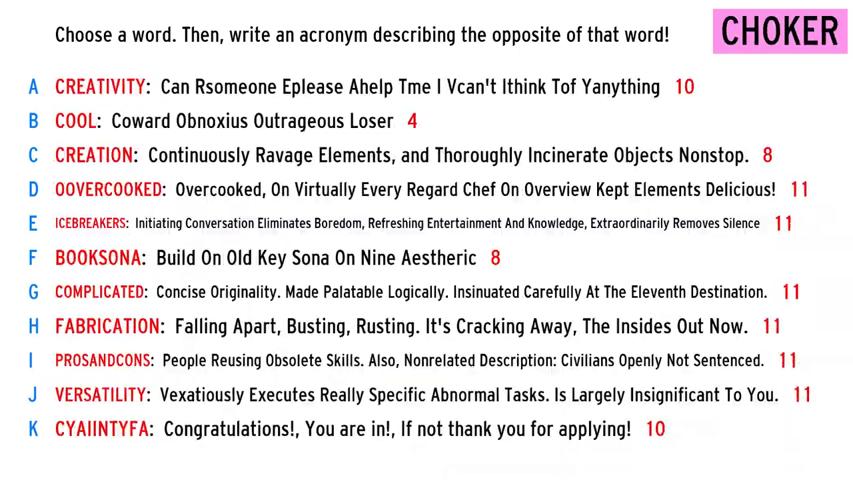 Choose a word. Then, write an acronym describing the opposite of that word!
CHOKER
A CREATIVITY: Can Rsomeone Eplease Ahelp Tme I Vcan't Ithink Tof Yanything 10
B COOL: Coward Obnoxius Outrageous Loser 4
C CREATION: Continuously Ravage Elements, and Thoroughly Incinerate Objects Nonstop. 8
D OOVERCOOKED: Overcooked, On Virtually Every Regard Chef On Overview Kept Elements Delicious! 11
E ICEBREAKERS: Initiating Conversation Eliminates Boredom, Refreshing Entertainment And Knowledge, Extraordinarily Removes Silence 11
F BOOKSONA: Build On Old Key Sona On Nine Aestheric 8
G COMPLICATED: Concise Originality. Made Palatable Logically. Insinuated Carefully At The Eleventh Destination. 11
H FABRICATION: Falling Apart, Busting, Rusting. It's Cracking Away, The Insides Out Now. 11
I PROSANDCONS: People Reusing Obsolete Skills. Also, Nonrelated Description: Civilians Openly Not Sentenced. 11
J VERSATILITY: Vexatiously Executes Really Specific Abnormal Tasks. Is Largely Insignificant To You. 11
K CYAIINTYFA: Congratulations!, You are in!, If not thank you for applying! 10